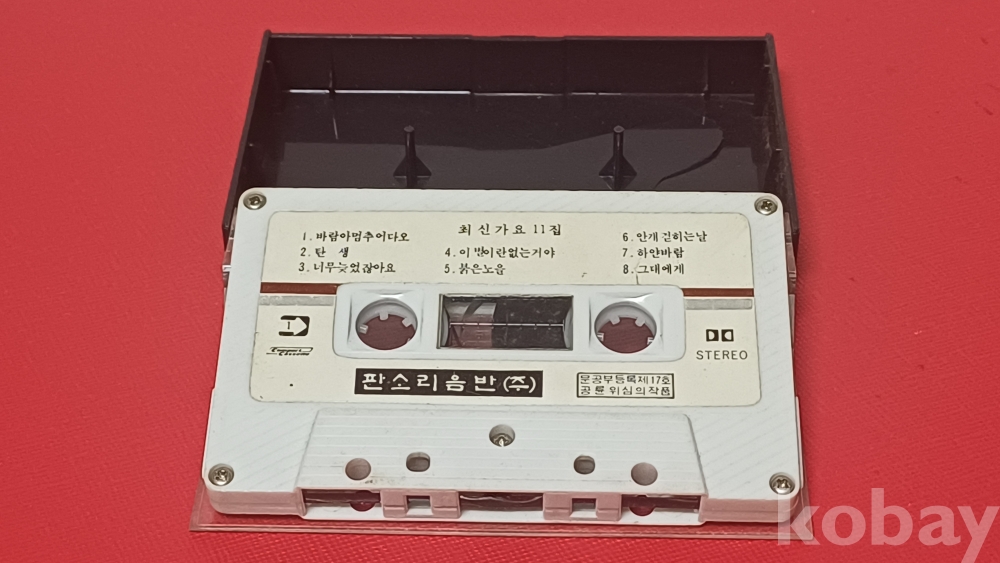 최신가요 11집
1. 바람아멈추어다오
2. 탄 생
3. 너무늦었잖아요
4. 이밤이란없는거야
5. 붉은노을
6. 안개걷히는날
7. 하얀바람
8. 그대에게
I
STEREO
판소리음반(주)
문공부등록제17호
공륜위심의작품
kobay